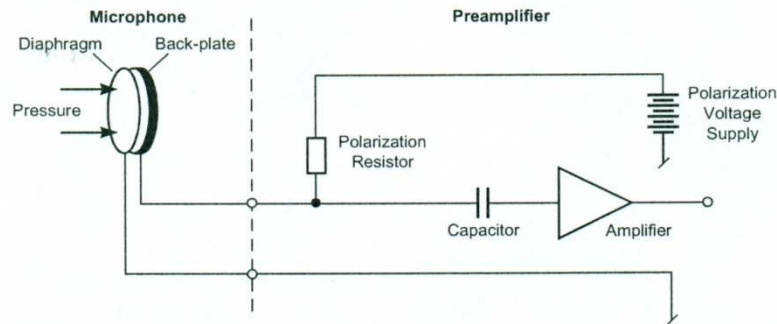 Microphone
Preamplifier
Diaphragm
Back-plate
Pressure
Polarization
Resistor
Polarization
Voltage
Supply
Capacitor
Amplifier